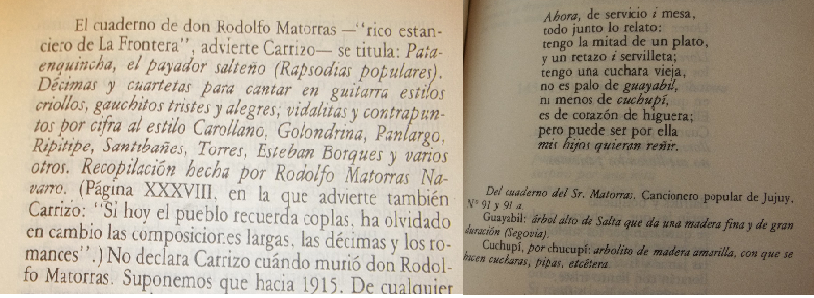 El cuaderno de don Rodolfo Matorras —"rico estan-
ciero de La Frontera", advierte Carrizo— se titula: Pata-
enquincha, el payador salteño (Rapsodias populares).
Décimas y cuartetas para cantar en guitarra estilos
criollos, gauchitos tristes y alegres; vidalitas y contrapun-
tos por cifra al estilo Carollano, Golondrina, Panlargo,
Ripitipe, Santibañes, Torres, Esteban Borques y varios
otros. Recopilación hecha por Rodolfo Matorras Na-
varro. (Página XXXVIII, en la que advierte también
Carrizo: "Si hoy el pueblo recuerda coplas, ha olvidado
en cambio las composiciones largas, las décimas y los ro-
mances".) No declara Carrizo cuándo murió don Rodol-
fo Matorras. Suponemos que hacia 1915. De cualquier
Ahora, de servicio i mesa,
todo junto lo relato:
tengo la mitad de un plato,
y un retazo i servilleta;
tengo una cuchara vieja,
no es palo de guayabil,
ni menos de cuchupí,
es de corazón de higuera;
pero puede ser por ella
mis hijos quieran reñir.
Del cuaderno del Sr. Matorras. Cancionero popular de Jujuy,
N° 91 y 91 a.
Guayabil: árbol alto de Salta que da una madera fina y de gran
duración (Segovia).
Cuchupí, por chucupí: arbolito de madera amarilla, con que se
hacen cucharas, pipas, etcétera